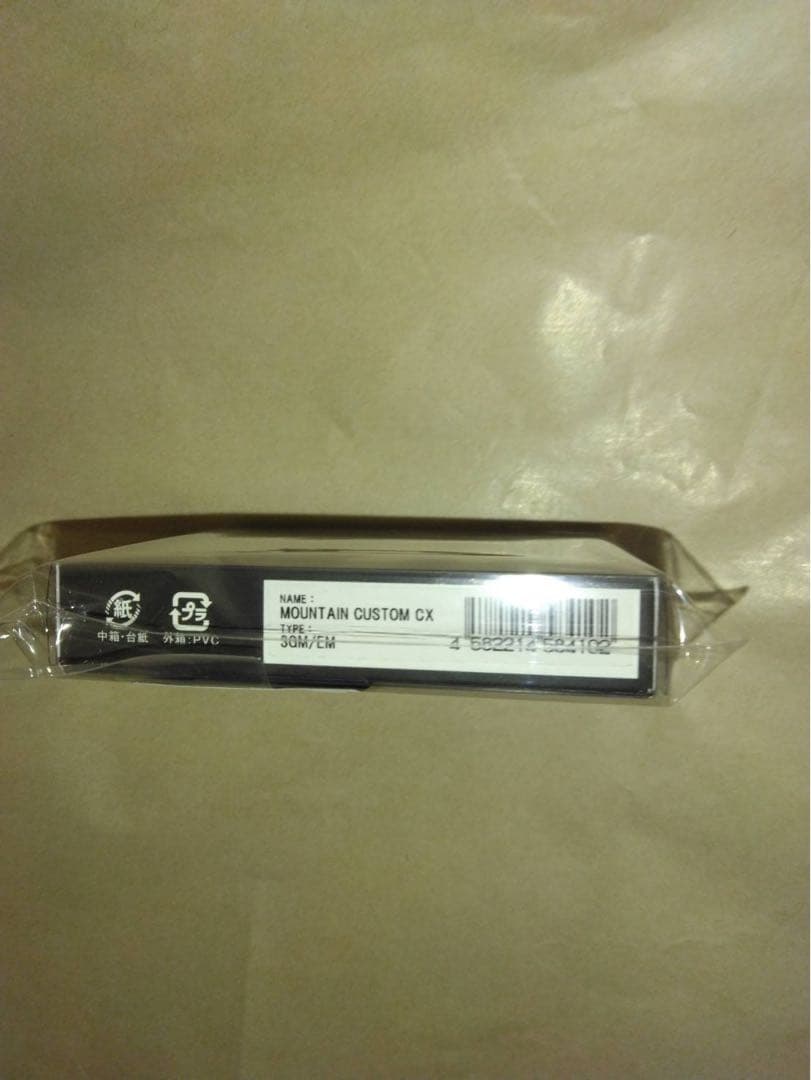 紙
プラ
中箱・台紙 外箱:PVC
NAME:
MOUNTAIN CUSTOM CX
TYPE:
3GM/EM
4 582214 584102